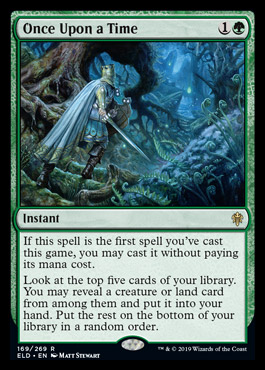 Once Upon a Time 1
Instant
If this spell is the first spell you've cast
this game, you may cast it without paying
its mana cost.
Look at the top five cards of your library.
You may reveal a creature or land card
from among them and put it into your
hand. Put the rest on the bottom of your
library in a random order.
169/269 R
ELD • EN Matt Stewart
™ & © 2019 Wizards of the Coast